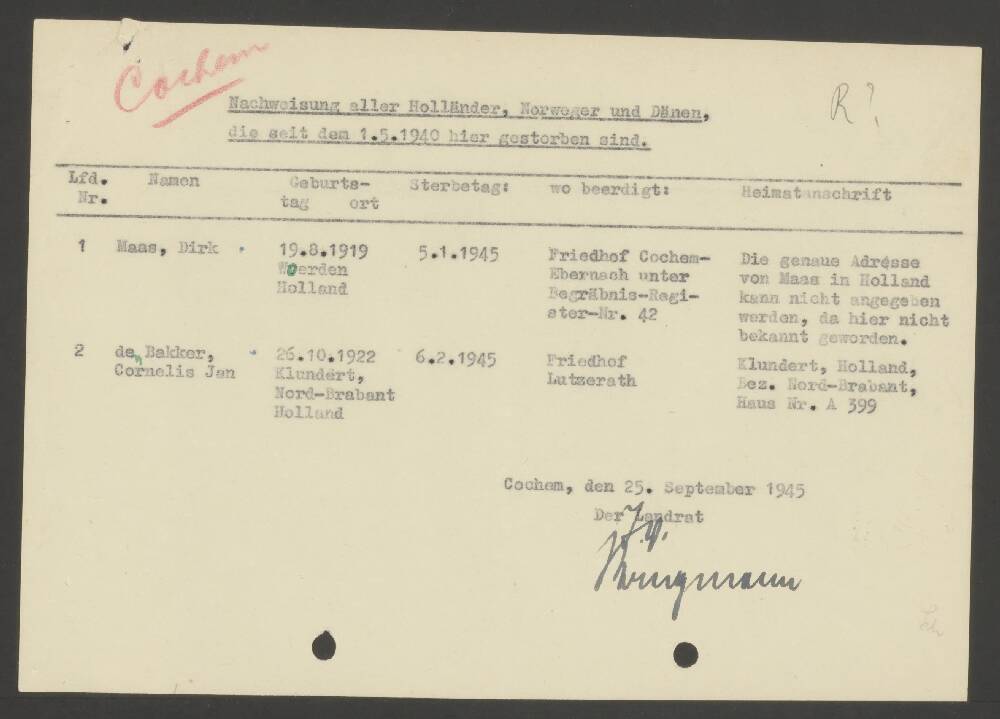 Cochem
R?
Nachweisung aller Holländer, Norweger und Dänen,
die seit dem 1.5.1940 hier gestorben sind.
Lfd. Namen Geburts- Sterbetag: wo beerdigt: Heimatanschrift
Nr. tag ort
1 Maas, Dirk 19.8.1919 5.1.1945 Friedhof Cochem- Die genaue Adresse
Woerden Ebernach unter von Maas in Holland
Holland Begräbnis-Regi- kann nicht angegeben
ster-Nr. 42 werden, da hier nicht
bekannt geworden.
2 den Bakker, 26.10.1922 6.2.1945 Friedhof Klundert, Holland,
Cornelis Jan Klundert, Lutzerath Bez. Nord-Brabant,
Nord-Brabant Haus Nr. A 399
Holland
Cochem, den 25. September 1945
Der Landrat
J.V.